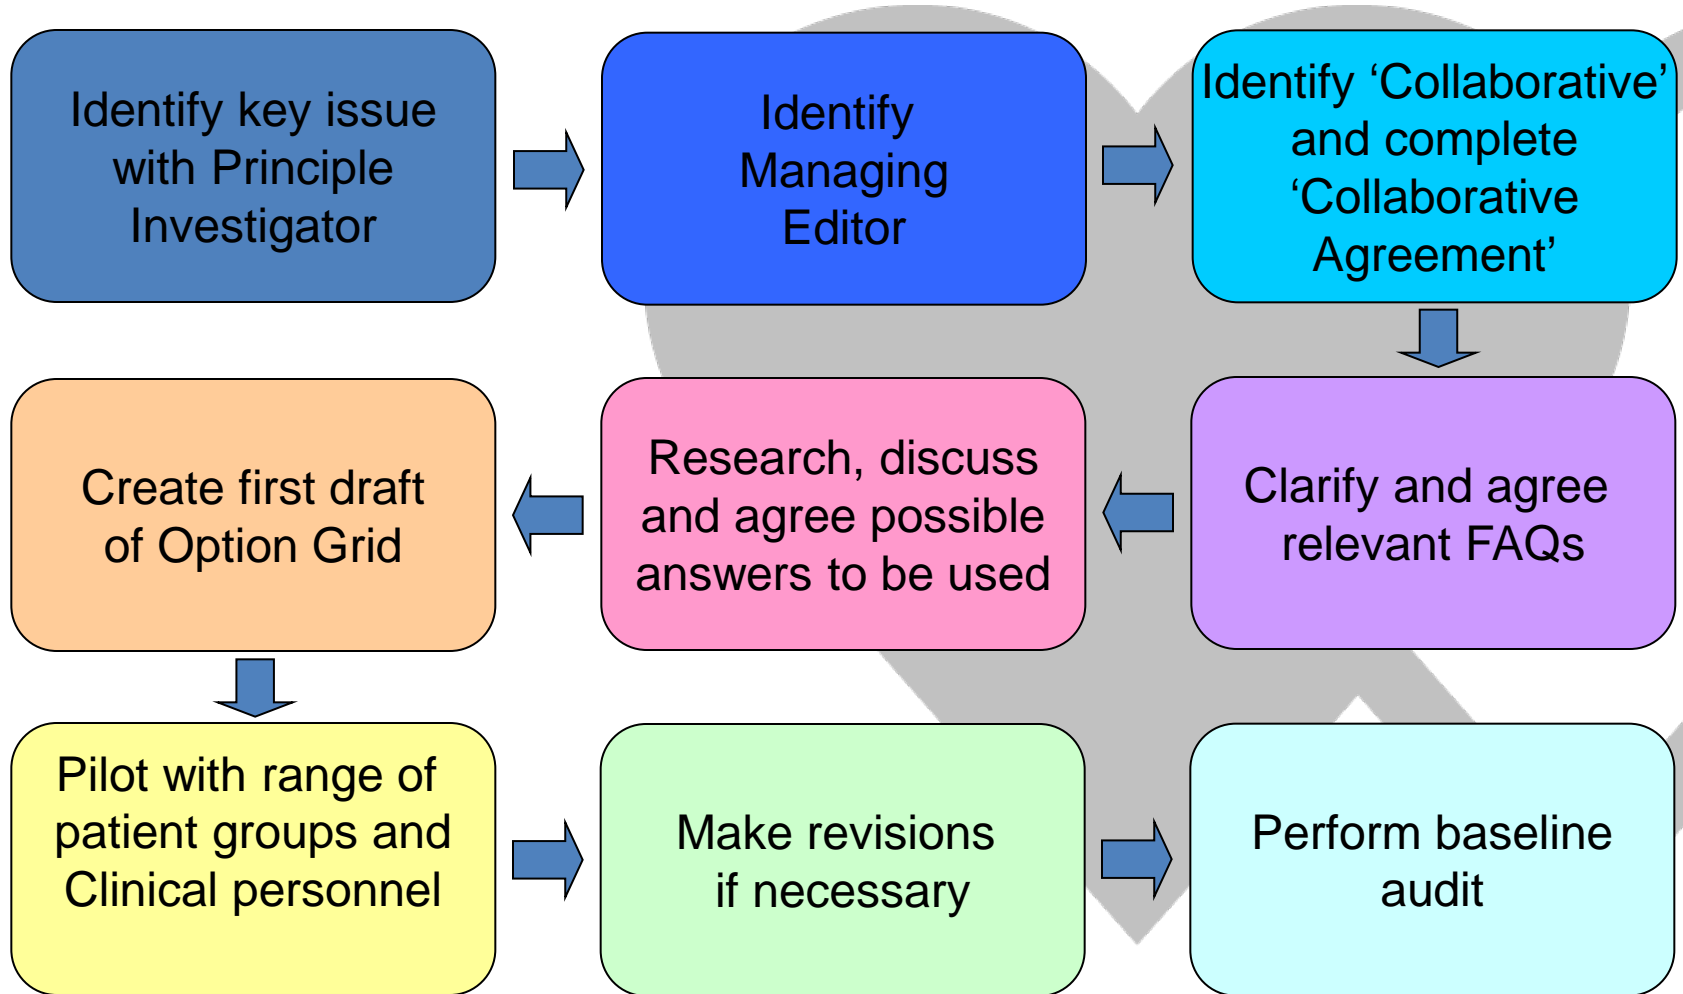 Identify key issue
with Principle
Investigator
Identify
Managing
Editor
Identify ‘Collaborative’
and complete
‘Collaborative
Agreement’
Clarify and agree
relevant FAQs
Research, discuss
and agree possible
answers to be used
Create first draft
of Option Grid
Pilot with range of
patient groups and
Clinical personnel
Make revisions
if necessary
Perform baseline
audit